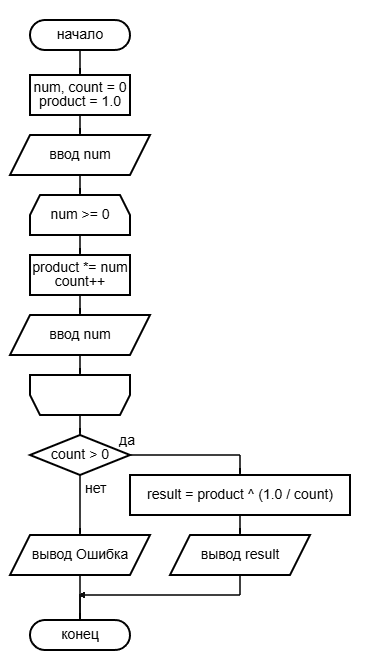 начало
num, count = 0
product = 1.0
ввод num
num >= 0
product *= num
count++
ввод num
count > 0
да
нет
result = product ^ (1.0 / count)
вывод Ошибка
вывод result
конец